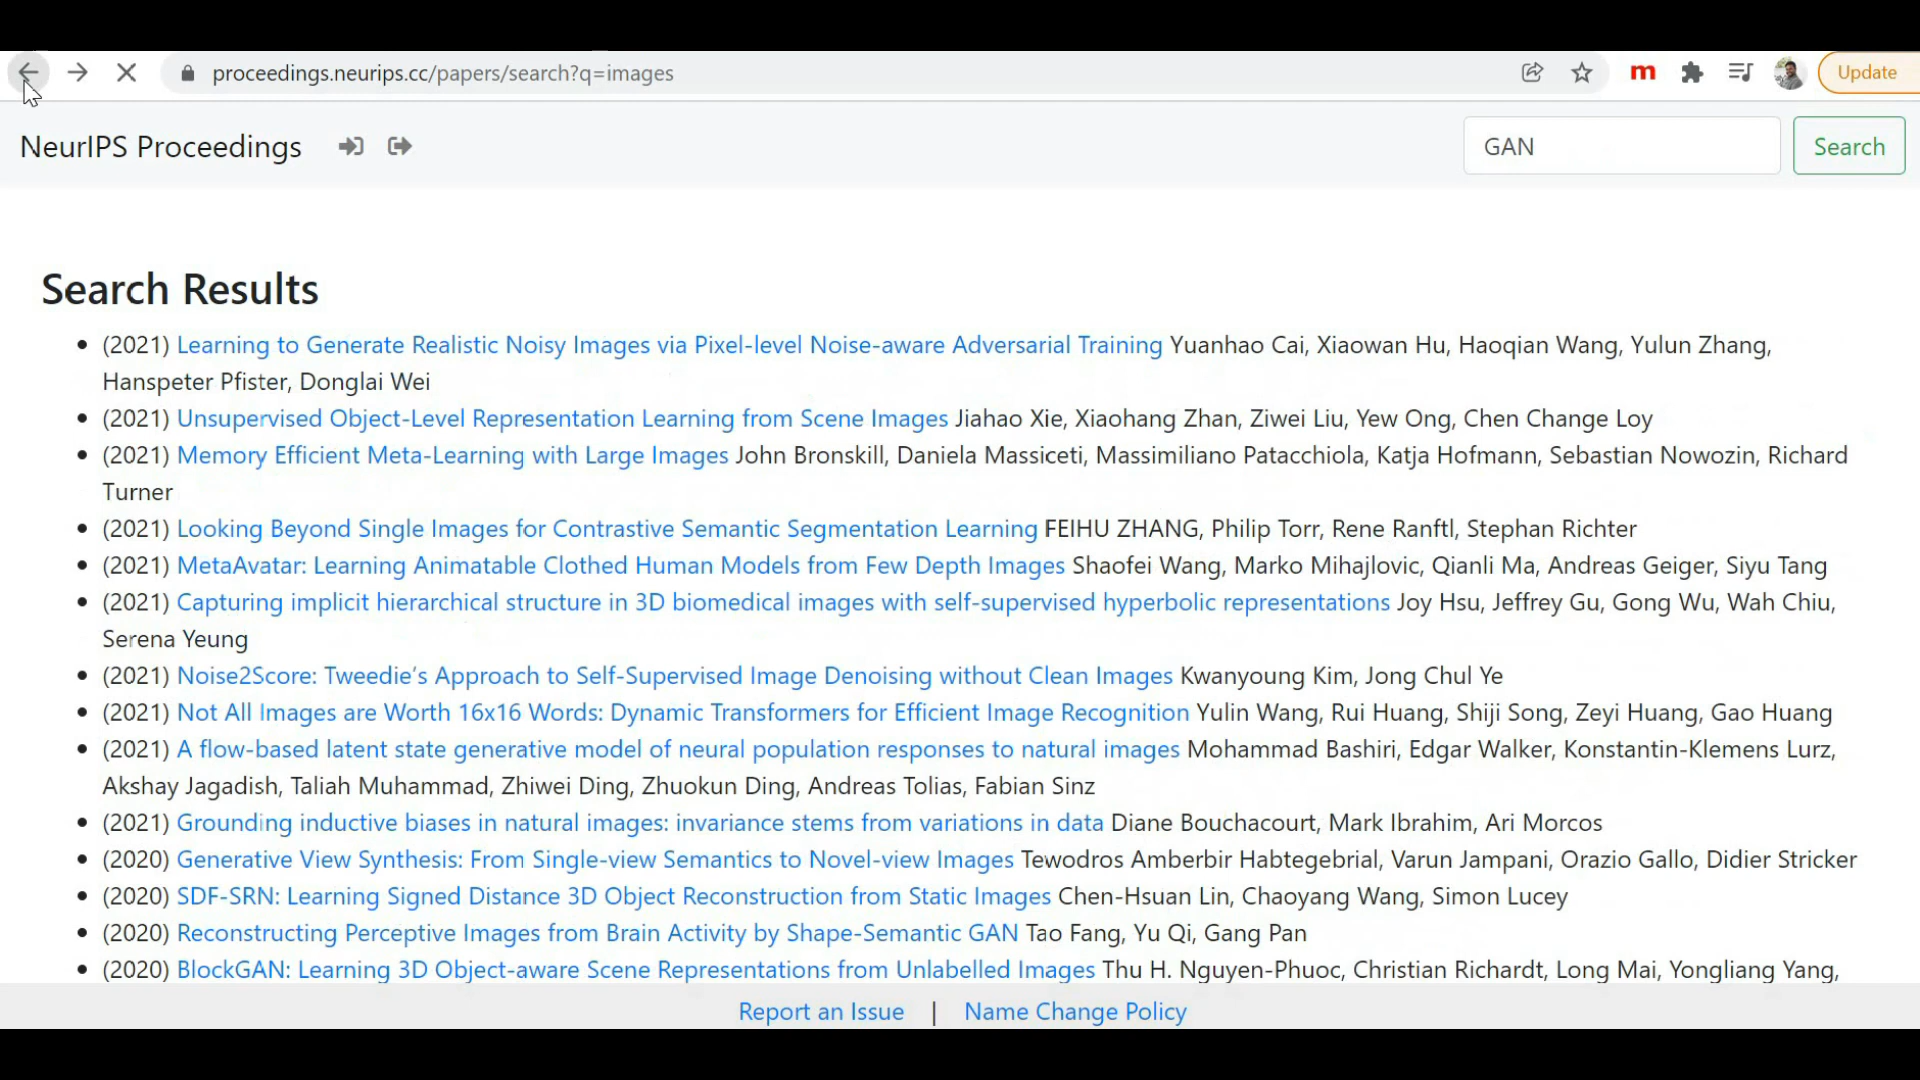 proceedings.neurips.cc/papers/search?q=images
m
Update
NeurIPS Proceedings
GAN
Search
Search Results
(2021) Learning to Generate Realistic Noisy Images via Pixel-level Noise-aware Adversarial Training Yuanhao Cai, Xiaowan Hu, Haoqian Wang, Yulun Zhang,
Hanspeter Pfister, Donglai Wei
(2021) Unsupervised Object-Level Representation Learning from Scene Images Jiahao Xie, Xiaohang Zhan, Ziwei Liu, Yew Ong, Chen Change Loy
(2021) Memory Efficient Meta-Learning with Large Images John Bronskill, Daniela Massiceti, Massimiliano Patacchiola, Katja Hofmann, Sebastian Nowozin, Richard
Turner
(2021) Looking Beyond Single Images for Contrastive Semantic Segmentation Learning FEIHU ZHANG, Philip Torr, Rene Ranftl, Stephan Richter
(2021) MetaAvatar: Learning Animatable Clothed Human Models from Few Depth Images Shaofei Wang, Marko Mihajlovic, Qianli Ma, Andreas Geiger, Siyu Tang
(2021) Capturing implicit hierarchical structure in 3D biomedical images with self-supervised hyperbolic representations Joy Hsu, Jeffrey Gu, Gong Wu, Wah Chiu,
Serena Yeung
(2021) Noise2Score: Tweedie’s Approach to Self-Supervised Image Denoising without Clean Images Kwanyoung Kim, Jong Chul Ye
(2021) Not All Images are Worth 16x16 Words: Dynamic Transformers for Efficient Image Recognition Yulin Wang, Rui Huang, Shiji Song, Zeyi Huang, Gao Huang
(2021) A flow-based latent state generative model of neural population responses to natural images Mohammad Bashiri, Edgar Walker, Konstantin-Klemens Lurz,
Akshay Jagadish, Taliah Muhammad, Zhiwei Ding, Zhuokun Ding, Andreas Tolias, Fabian Sinz
(2021) Grounding inductive biases in natural images: invariance stems from variations in data Diane Bouchacourt, Mark Ibrahim, Ari Morcos
(2020) Generative View Synthesis: From Single-view Semantics to Novel-view Images Tewodros Amberbir Habtegebrial, Varun Jampani, Orazio Gallo, Didier Stricker
(2020) SDF-SRN: Learning Signed Distance 3D Object Reconstruction from Static Images Chen-Hsuan Lin, Chaoyang Wang, Simon Lucey
(2020) Reconstructing Perceptive Images from Brain Activity by Shape-Semantic GAN Tao Fang, Yu Qi, Gang Pan
(2020) BlockGAN: Learning 3D Object-aware Scene Representations from Unlabelled Images Thu H. Nguyen-Phuoc, Christian Richardt, Long Mai, Yongliang Yang,
Report an Issue | Name Change Policy